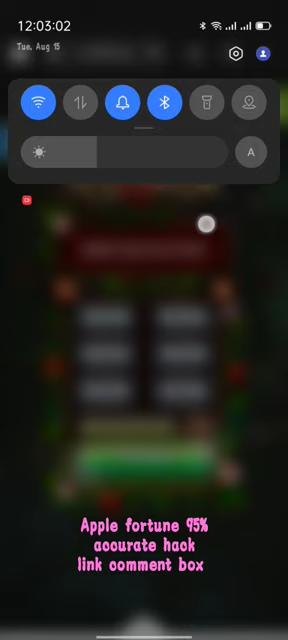 12:03:02
Tue, Aug 15
A
Apple fortune 95%
accurate hack
link comment box